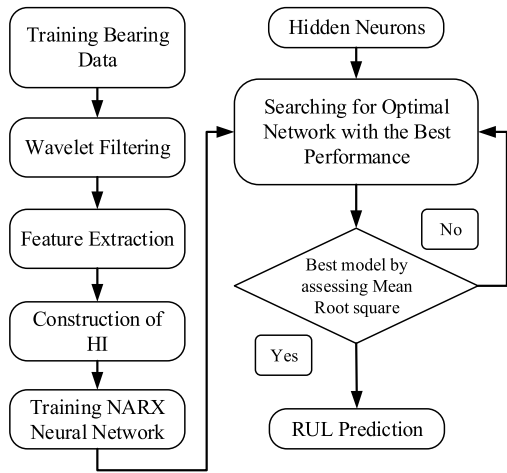 Training Bearing
Data
Wavelet Filtering
Feature Extraction
Construction of
HI
Training NARX
Neural Network
Hidden Neurons
Searching for Optimal
Network with the Best
Performance
No
Best model by
assessing Mean
Root square
Yes
RUL Prediction